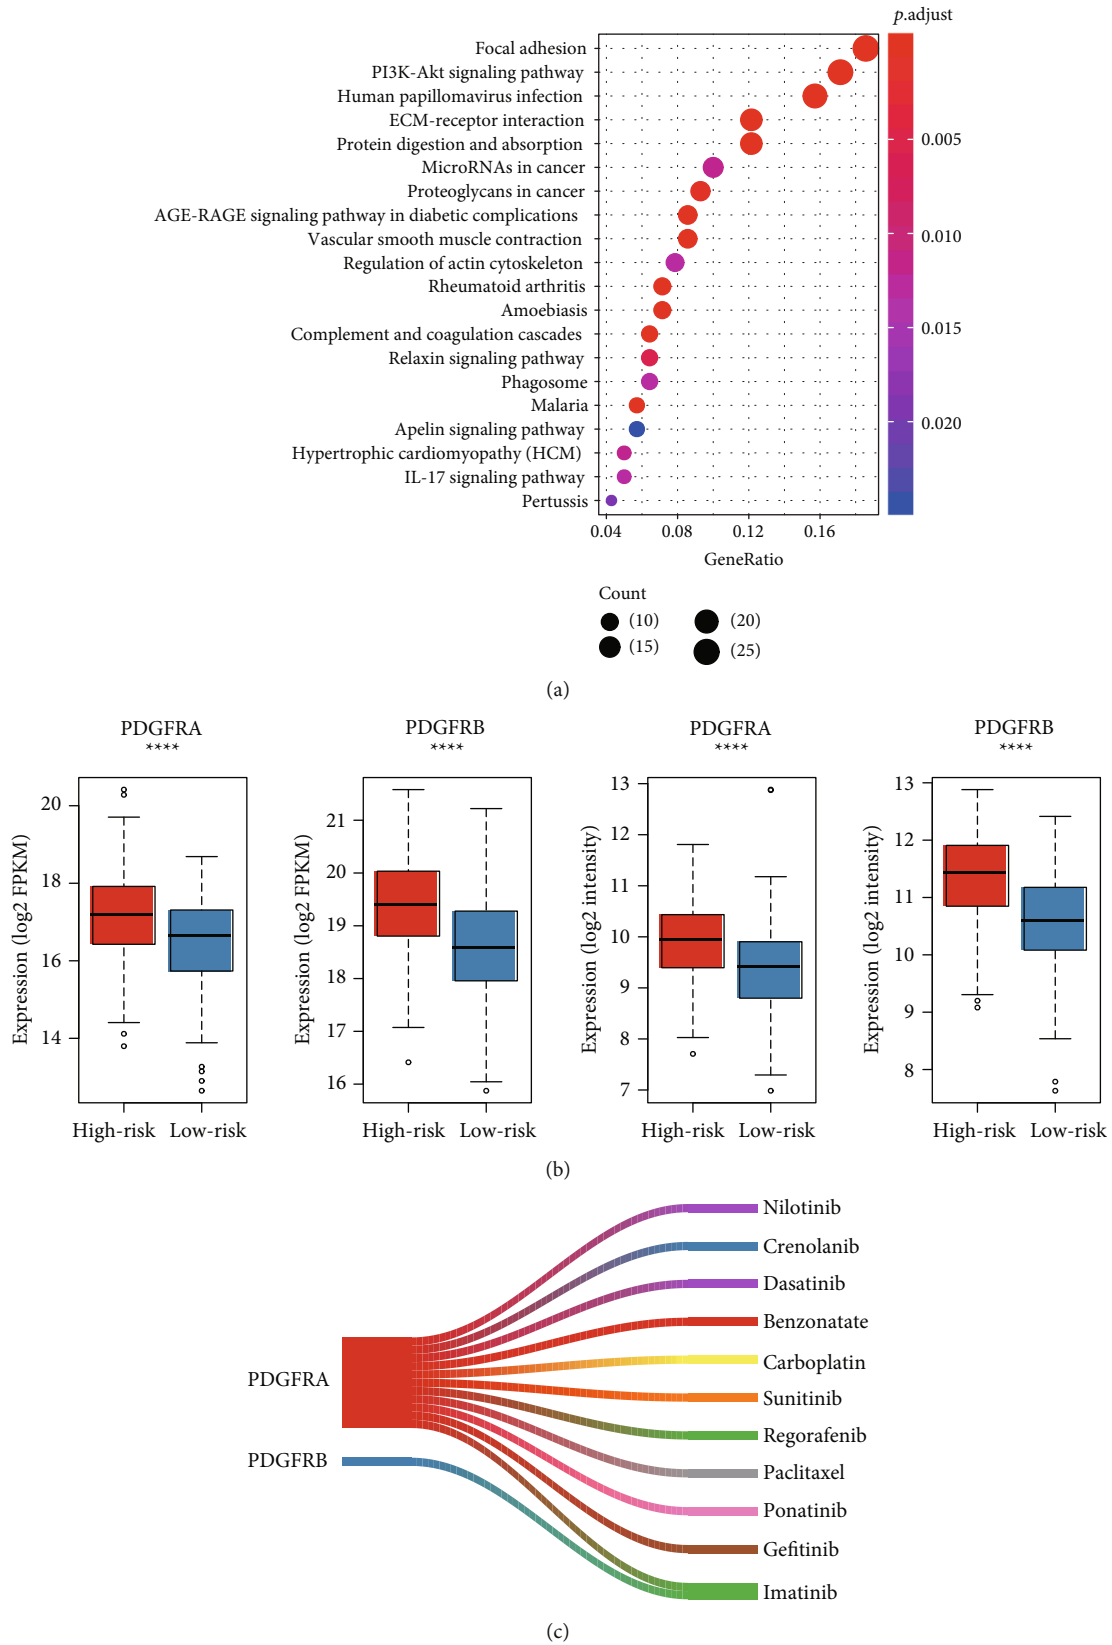 p.adjust
Focal adhesion
PI3K-Akt signaling pathway
Human papillomavirus infection
ECM-receptor interaction
Protein digestion and absorption
MicroRNAs in cancer
Proteoglycans in cancer
AGE-RAGE signaling pathway in diabetic complications
Vascular smooth muscle contraction
Regulation of actin cytoskeleton
Rheumatoid arthritis
Amoebiasis
Complement and coagulation cascades
Relaxin signaling pathway
Phagosome
Malaria
Apelin signaling pathway
Hypertrophic cardiomyopathy (HCM)
IL-17 signaling pathway
Pertussis
0.005
0.010
0.015
0.020
0.04 0.08 0.12 0.16
GeneRatio
Count
(10) (20)
(15) (25)
(a)
PDGFRA
****
Expression (log2 FPKM)
20
18
16
14
High-risk Low-risk
PDGFRB
****
Expression (log2 FPKM)
21
20
19
18
17
16
High-risk Low-risk
PDGFRA
****
Expression (log2 intensity)
13
12
11
10
9
8
7
High-risk Low-risk
PDGFRB
****
Expression (log2 intensity)
13
12
11
10
9
8
High-risk Low-risk
(b)
PDGFRA
PDGFRB
Nilotinib
Crenolanib
Dasatinib
Benzonatate
Carboplatin
Sunitinib
Regorafenib
Paclitaxel
Ponatinib
Gefitinib
Imatinib
(c)